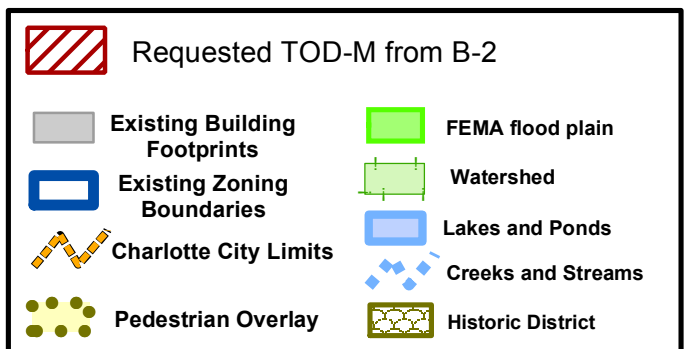 Requested TOD-M from B-2
Existing Building
Footprints
Existing Zoning
Boundaries
Charlotte City Limits
Pedestrian Overlay
FEMA flood plain
Watershed
Lakes and Ponds
Creeks and Streams
Historic District